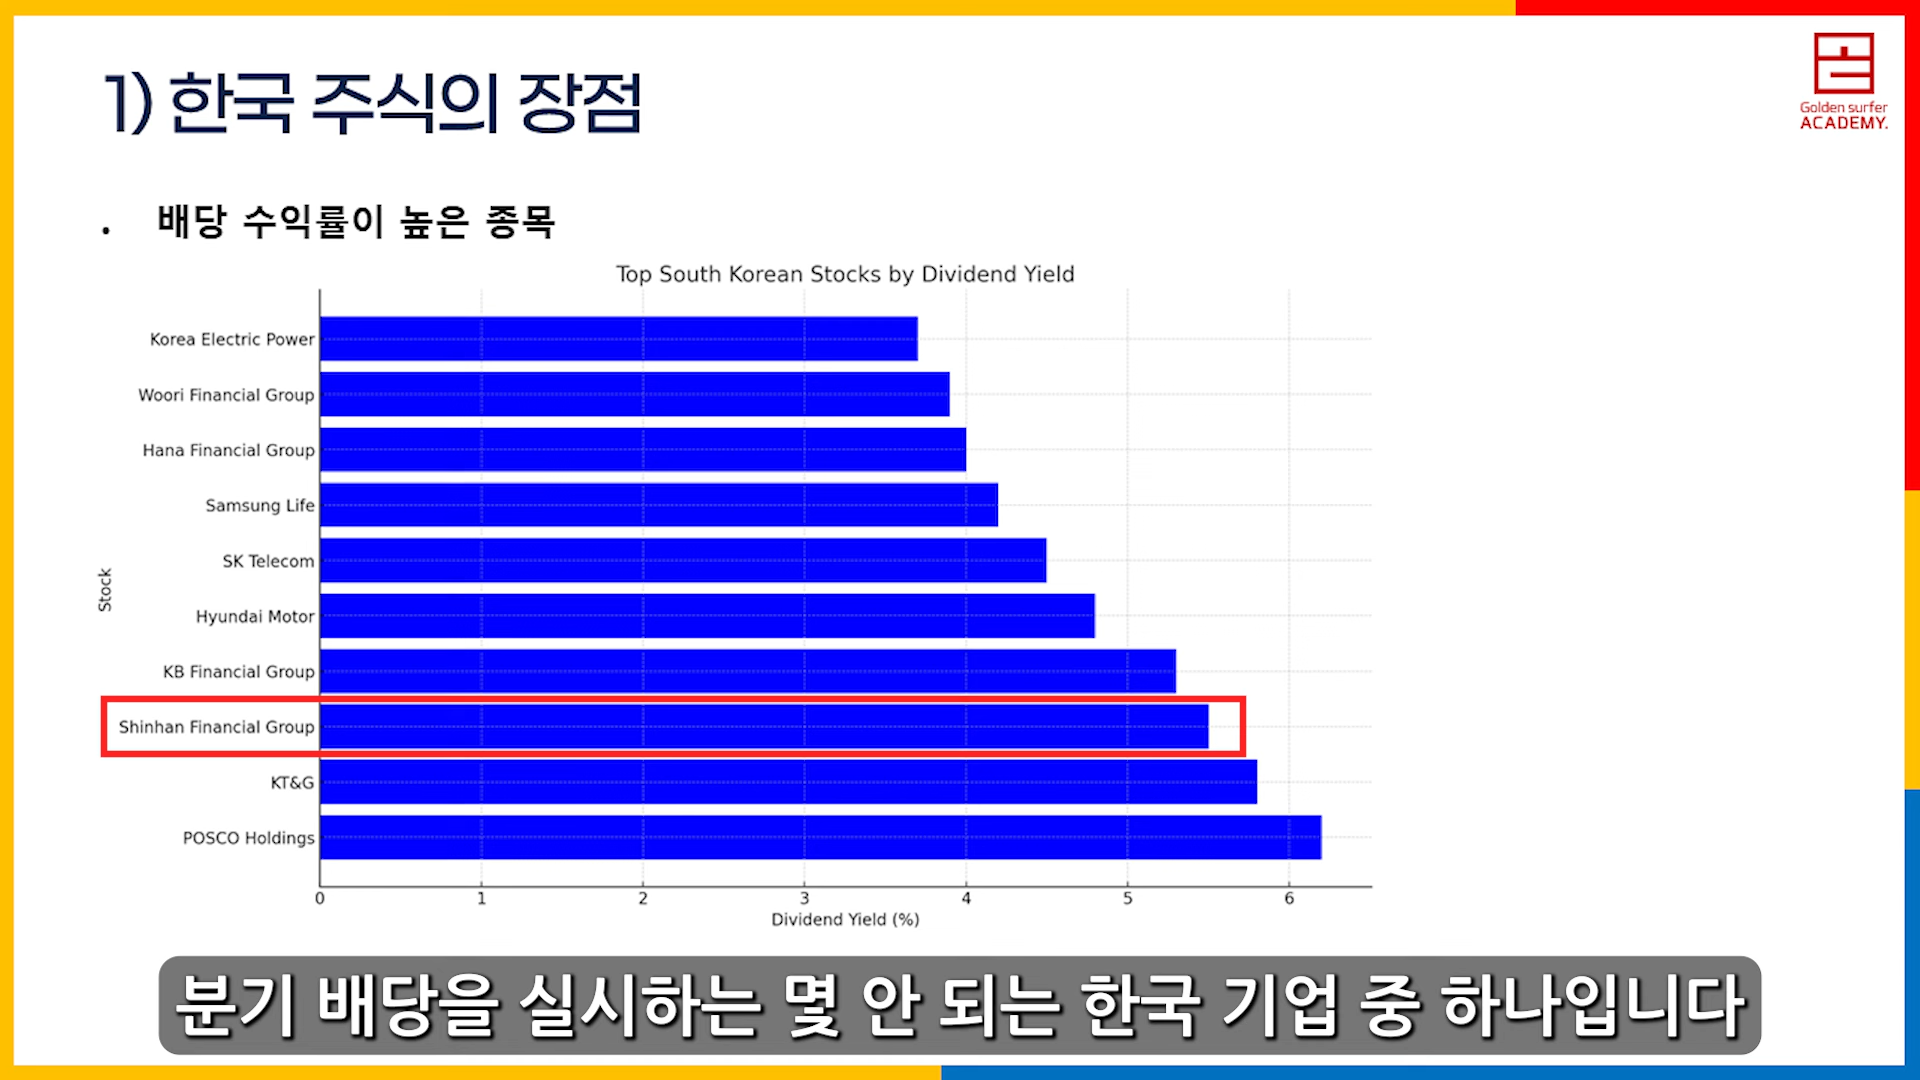 1) 한국 주식의 장점
Golden surfer
ACADEMY.
. 배당 수익률이 높은 종목
Top South Korean Stocks by Dividend Yield
Korea Electric Power
Woori Financial Group
Hana Financial Group
Samsung Life
SK Telecom
Hyundai Motor
KB Financial Group
Shinhan Financial Group
KT&G
POSCO Holdings
Stock
0 1 2 3 4 5 6
Dividend Yield (%)
분기 배당을 실시하는 몇 안 되는 한국 기업 중 하나입니다